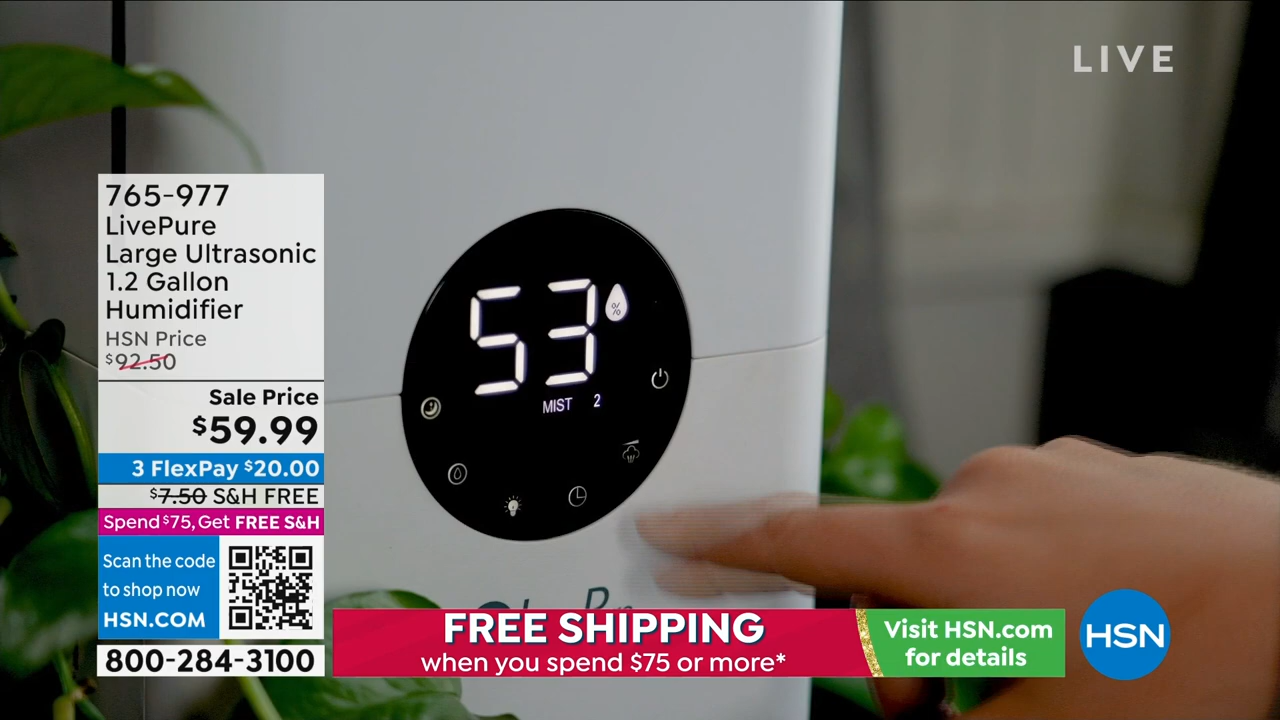 LIVE
765-977
LivePure
Large Ultrasonic
1.2 Gallon
Humidifier
HSN Price
$92.50
Sale Price
$59.99
3 FlexPay $20.00
$7.50 S&H FREE
Spend $75, Get FREE S&H
Scan the code
to shop now
HSN.COM
800-284-3100
53 %
MIST 2
FREE SHIPPING
when you spend $75 or more*
Visit HSN.com
for details
HSN